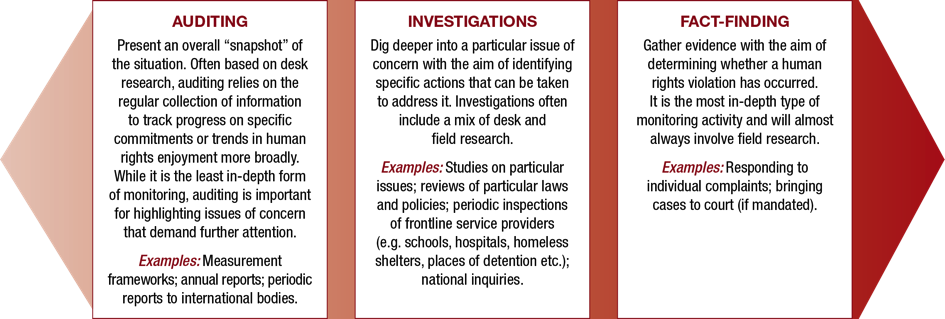 AUDITING
Present an overall “snapshot” of
the situation. Often based on desk
research, auditing relies on the
regular collection of information
to track progress on specific
commitments or trends in human
rights enjoyment more broadly.
While it is the least in-depth form
of monitoring, auditing is important
for highlighting issues of concern
that demand further attention.
Examples: Measurement
frameworks; annual reports; periodic
reports to international bodies.
INVESTIGATIONS
Dig deeper into a particular issue of
concern with the aim of identifying
specific actions that can be taken
to address it. Investigations often
include a mix of desk and
field research.
Examples: Studies on particular
issues; reviews of particular laws
and policies; periodic inspections
of frontline service providers
(e.g. schools, hospitals, homeless
shelters, places of detention etc.);
national inquiries.
FACT-FINDING
Gather evidence with the aim of
determining whether a human
rights violation has occurred.
It is the most in-depth type of
monitoring activity and will almost
always involve field research.
Examples: Responding to
individual complaints; bringing
cases to court (if mandated).